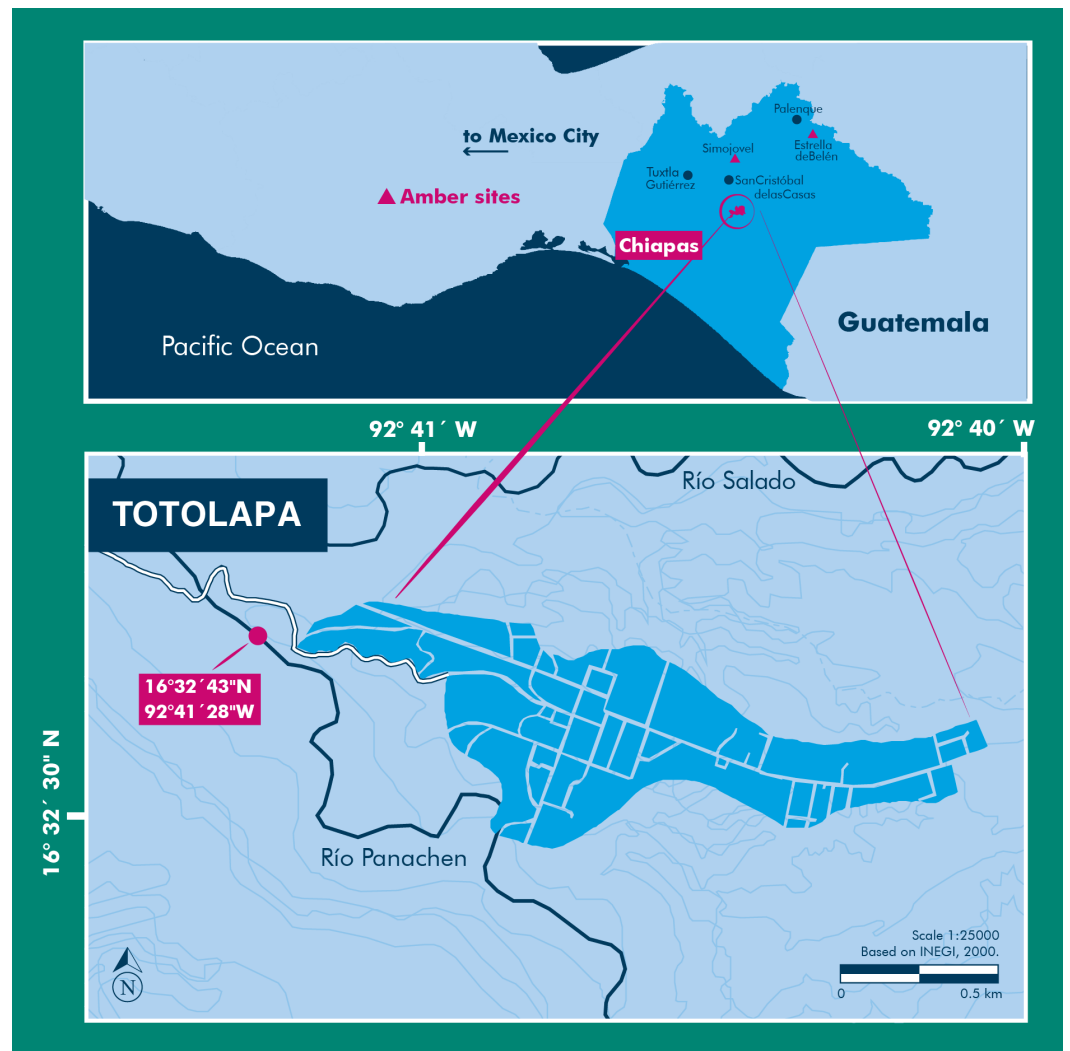 Palenque
to Mexico City
Simojovel
Estrella
deBelén
Tuxtla
Gutiérrez
SanCristóbal
delasCasas
Amber sites
Chiapas
Guatemala
Pacific Ocean
92° 41´ W
92° 40´ W
Río Salado
TOTOLAPA
16°32´43"N
92°41´28"W
16° 32´ 30" N
Río Panachen
Scale 1:25000
Based on INEGI, 2000.
N
0
0.5 km